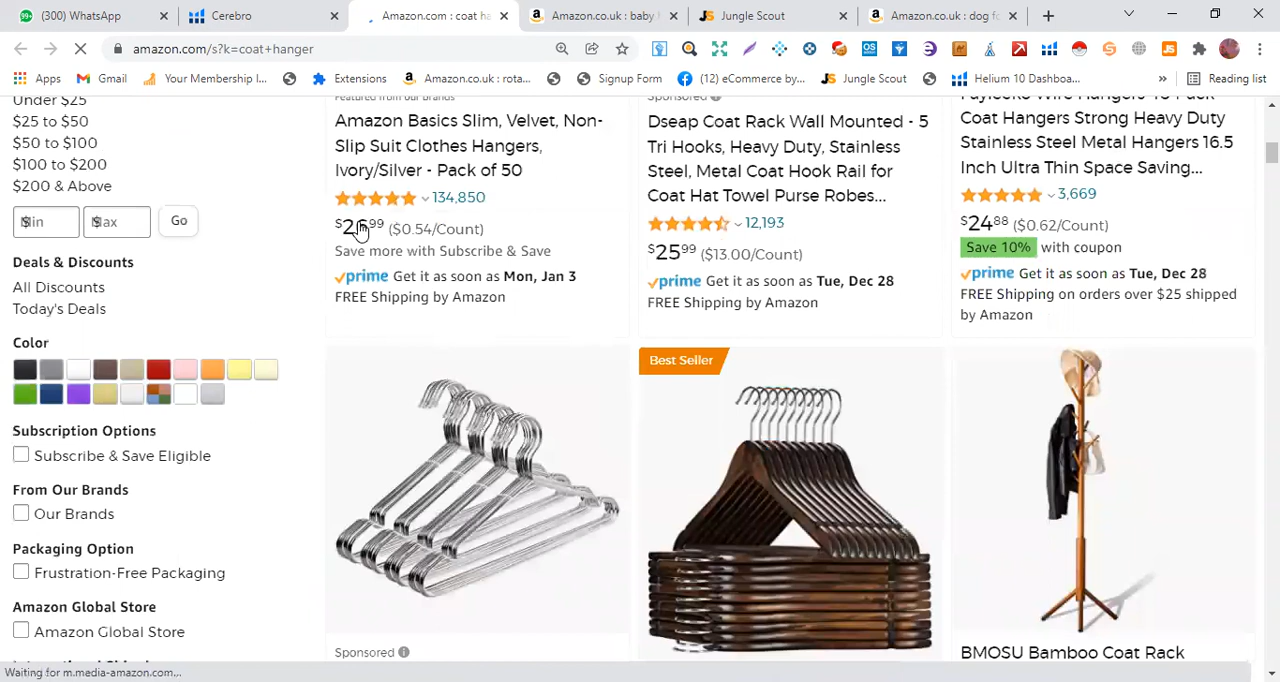 99+
(300) WhatsApp
Cerebro
Amazon.com : coat ha
Amazon.co.uk : baby
Jungle Scout
Amazon.co.uk : dog fo
amazon.com/s?k=coat+hanger
Apps
Gmail
Your Membership I...
Extensions
Amazon.co.uk : rota...
Signup Form
(12) eCommerce by...
Jungle Scout
Helium 10 Dashboa...
»
Reading list
Under $25
$25 to $50
$50 to $100
$100 to $200
$200 & Above
$
$
Go
Deals & Discounts
All Discounts
Today's Deals
Color
Subscription Options
Subscribe & Save Eligible
From Our Brands
Our Brands
Packaging Option
Frustration-Free Packaging
Amazon Global Store
Amazon Global Store
Featured from our brands
Amazon Basics Slim, Velvet, Non-
Slip Suit Clothes Hangers,
Ivory/Silver - Pack of 50
134,850
$26.99 ($0.54/Count)
Save more with Subscribe & Save
prime Get it as soon as Mon, Jan 3
FREE Shipping by Amazon
Sponsored
Dseap Coat Rack Wall Mounted - 5
Tri Hooks, Heavy Duty, Stainless
Steel, Metal Coat Hook Rail for
Coat Hat Towel Purse Robes...
12,193
$25.99 ($13.00/Count)
prime Get it as soon as Tue, Dec 28
FREE Shipping by Amazon
Coat Hangers Strong Heavy Duty
Stainless Steel Metal Hangers 16.5
Inch Ultra Thin Space Saving...
3,669
$24.88 ($0.62/Count)
Save 10% with coupon
prime Get it as soon as Tue, Dec 28
FREE Shipping on orders over $25 shipped
by Amazon
Sponsored
Best Seller
BMOSU Bamboo Coat Rack
Waiting for m.media-amazon.com...